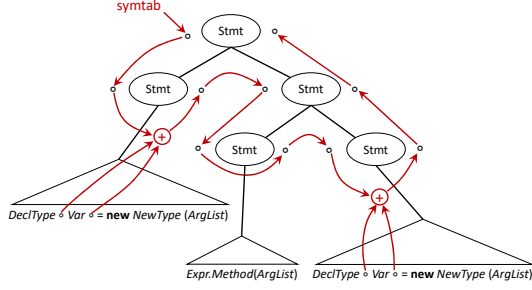 symtab
Stmt
Stmt
Stmt
+
Stmt
Stmt
+
DeclType Var = new NewType (ArgList)
Expr.Method(ArgList)
DeclType Var = new NewType (ArgList)